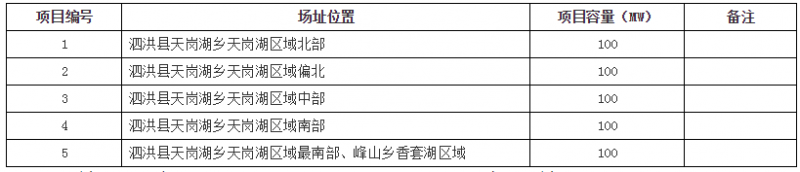 项目编号 场址位置 项目容量（MW） 备注
1 泗洪县天岗湖乡天岗湖区域北部 100
2 泗洪县天岗湖乡天岗湖区域偏北 100
3 泗洪县天岗湖乡天岗湖区域中部 100
4 泗洪县天岗湖乡天岗湖区域南部 100
5 泗洪县天岗湖乡天岗湖区域最南部、峰山乡香套湖区域 100